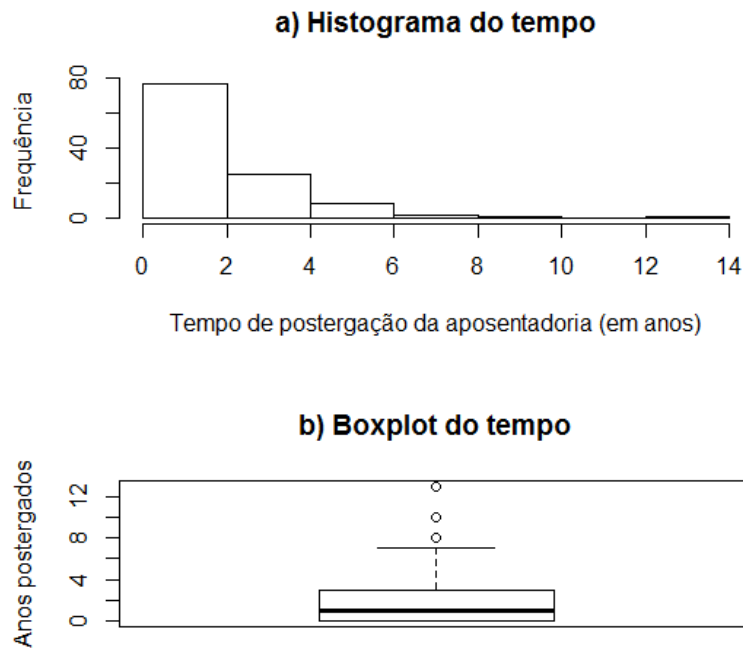 a) Histograma do tempo
Frequência
80
40
0
0 2 4 6 8 10 12 14
Tempo de postergação da aposentadoria (em anos)
b) Boxplot do tempo
Anos postergados
12
8
4
0